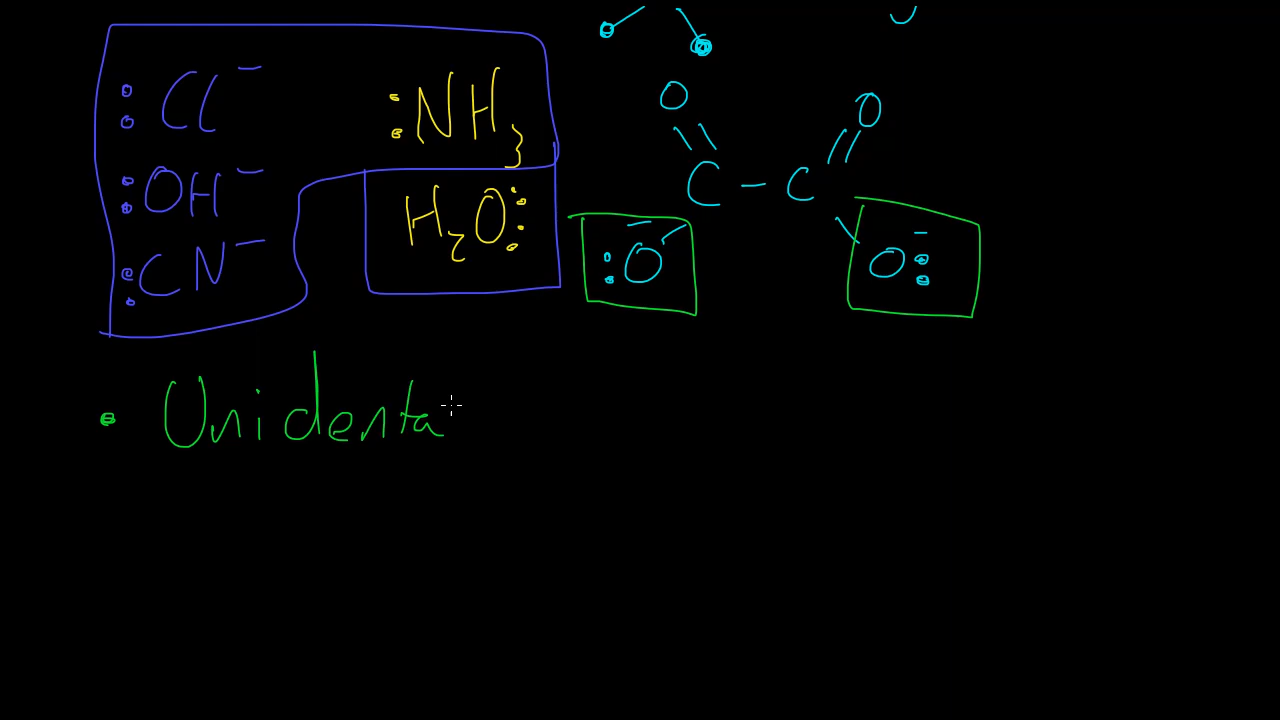 :Cl⁻ :NH₃
:OH⁻ H₂O:
:CN⁻
O O
C - C
:O⁻ O⁻:
• Unidenta